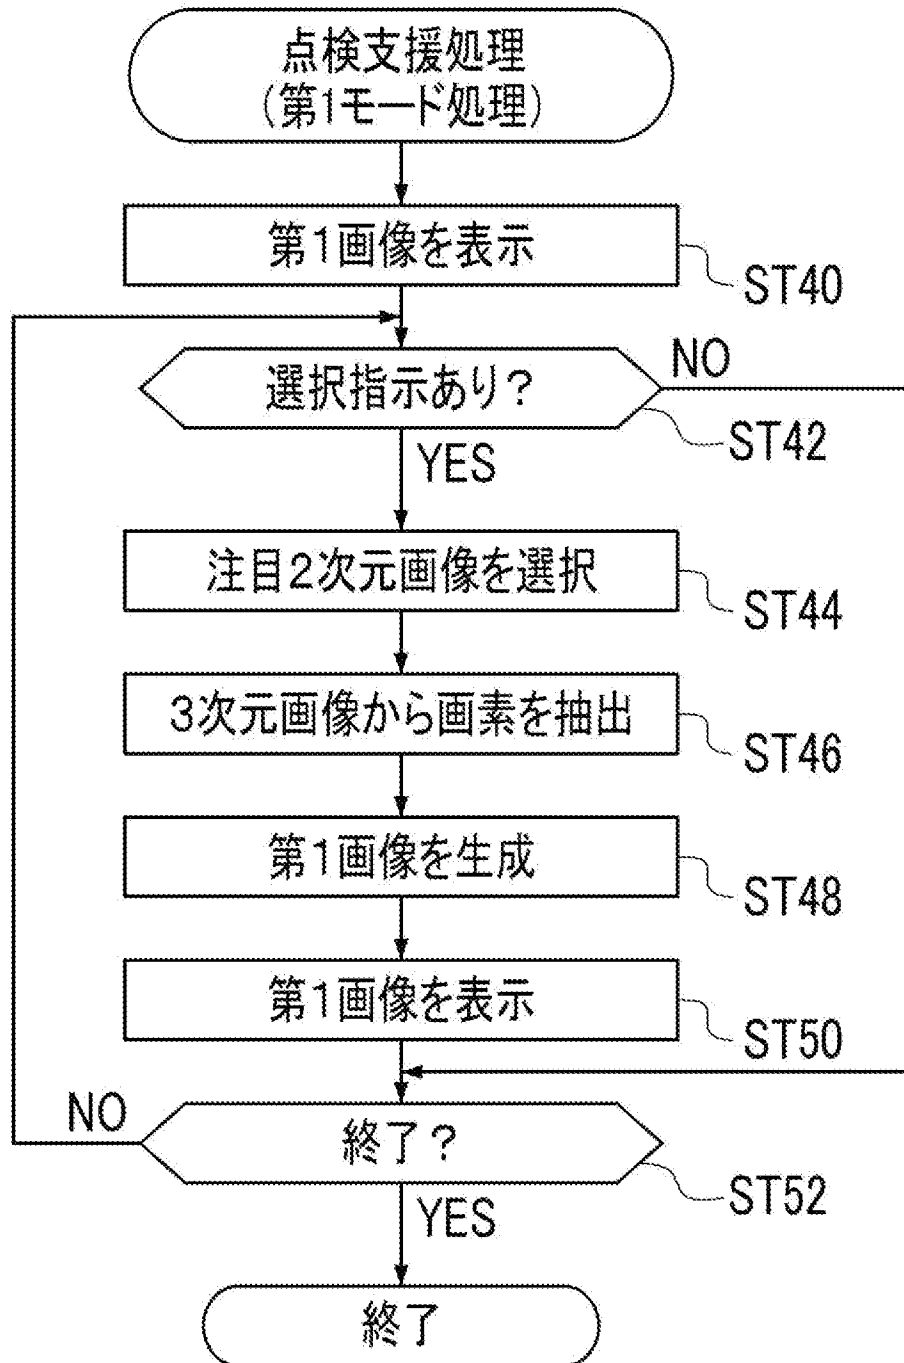 点検支援処理
(第1モード処理)
第1画像を表示
ST40
選択指示あり?
NO
ST42
YES
注目2次元画像を選択
ST44
3次元画像から画素を抽出
ST46
第1画像を生成
ST48
第1画像を表示
ST50
NO
終了?
ST52
YES
終了